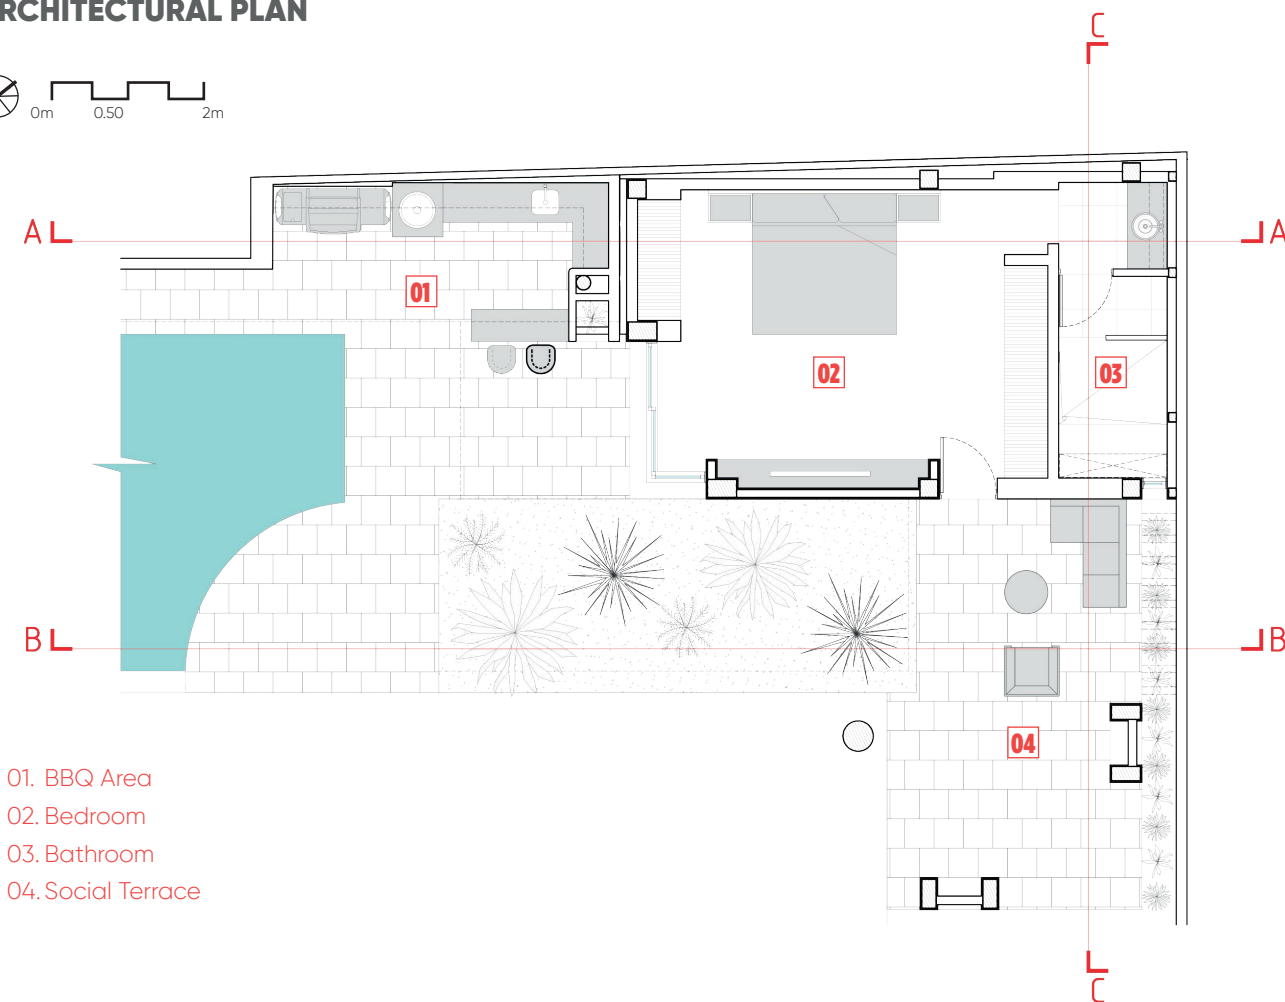 RCHITECTURAL PLAN
C
0m 0.50 2m
A A
01
02
03
B B
04
01. BBQ Area
02. Bedroom
03. Bathroom
04. Social Terrace
C